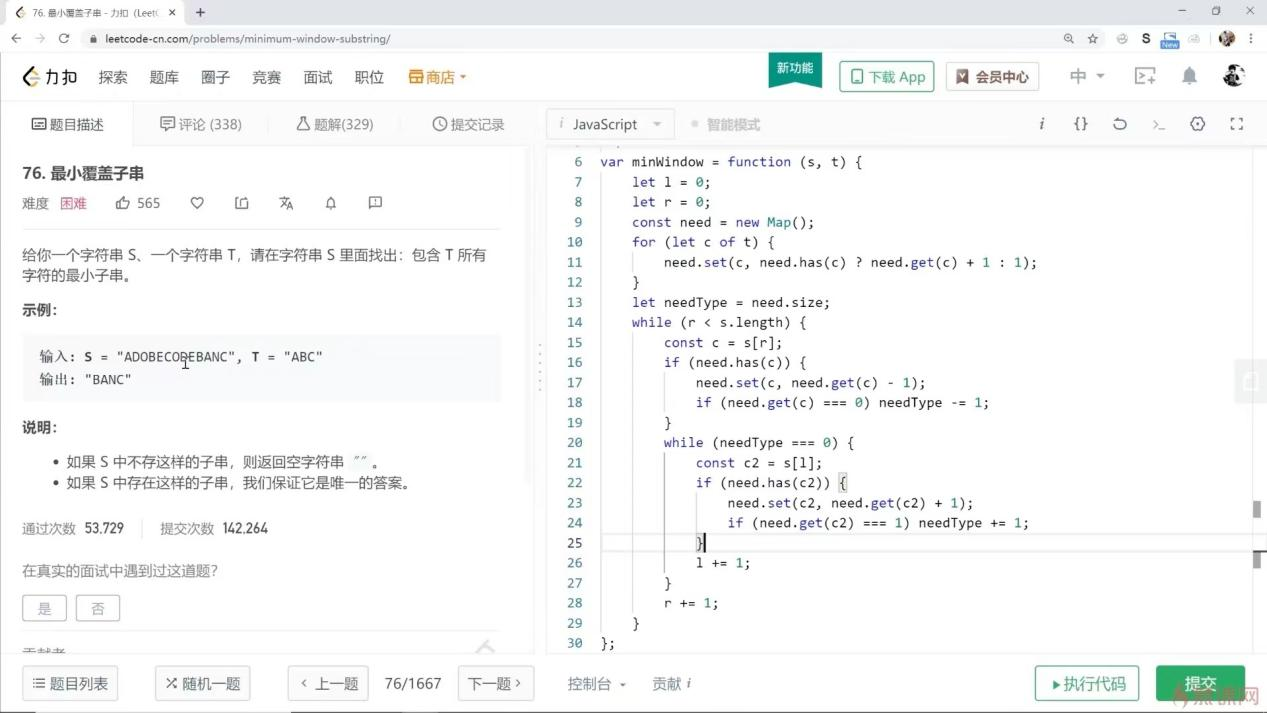 76. 最小覆盖子串 - 力扣（LeetC
leetcode-cn.com/problems/minimum-window-substring/
New
力扣 探索 题库 圈子 竞赛 面试 职位 商店 新功能 下载 App 会员中心 中
题目描述 评论 (338) 题解(329) 提交记录 i JavaScript 智能模式
76. 最小覆盖子串
难度 困难 565
给你一个字符串 S、一个字符串 T，请在字符串 S 里面找出：包含 T 所有
字符的最小子串。
示例：
输入: S = "ADOBECODEBANC", T = "ABC"
输出: "BANC"
说明：
• 如果 S 中不存在这样的子串，则返回空字符串 ""。
• 如果 S 中存在这样的子串，我们保证它是唯一的答案。
通过次数 53.729 提交次数 142,264
在真实的面试中遇到过这道题？
是 否
贡献者
6 var minWindow = function (s, t) {
7 let l = 0;
8 let r = 0;
9 const need = new Map();
10 for (let c of t) {
11 need.set(c, need.has(c) ? need.get(c) + 1 : 1);
12 }
13 let needType = need.size;
14 while (r < s.length) {
15 const c = s[r];
16 if (need.has(c)) {
17 need.set(c, need.get(c) - 1);
18 if (need.get(c) === 0) needType -= 1;
19 }
20 while (needType === 0) {
21 const c2 = s[l];
22 if (need.has(c2)) {
23 need.set(c2, need.get(c2) + 1);
24 if (need.get(c2) === 1) needType += 1;
25 }
26 l += 1;
27 }
28 r += 1;
29 }
30 };
题目列表 随机一题 上一题 76/1667 下一题 控制台 贡献 i 执行代码 提交
慕课网